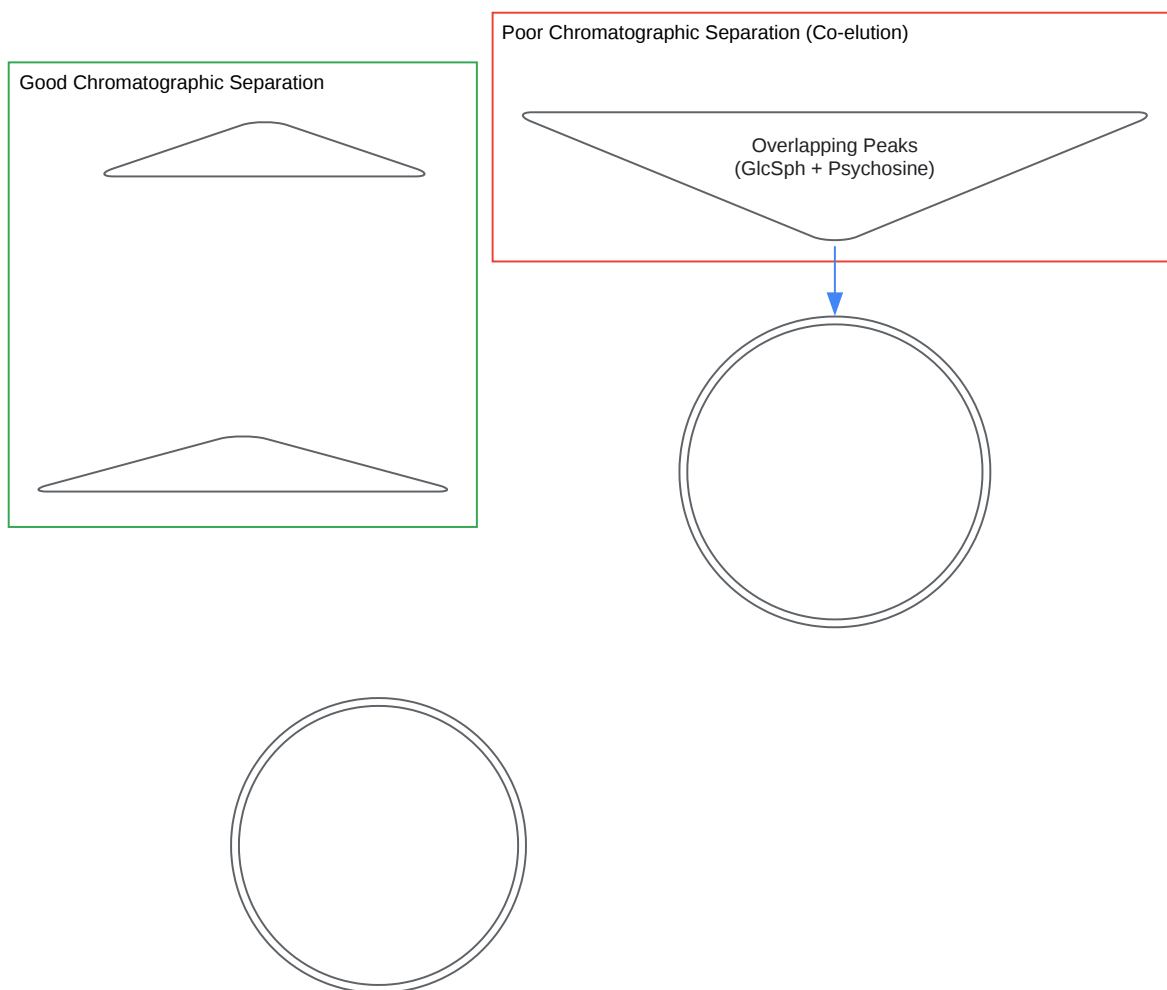 Poor Chromatographic Separation (Co-elution)
Good Chromatographic Separation
Overlapping Peaks
(GlcSph + Psychosine)